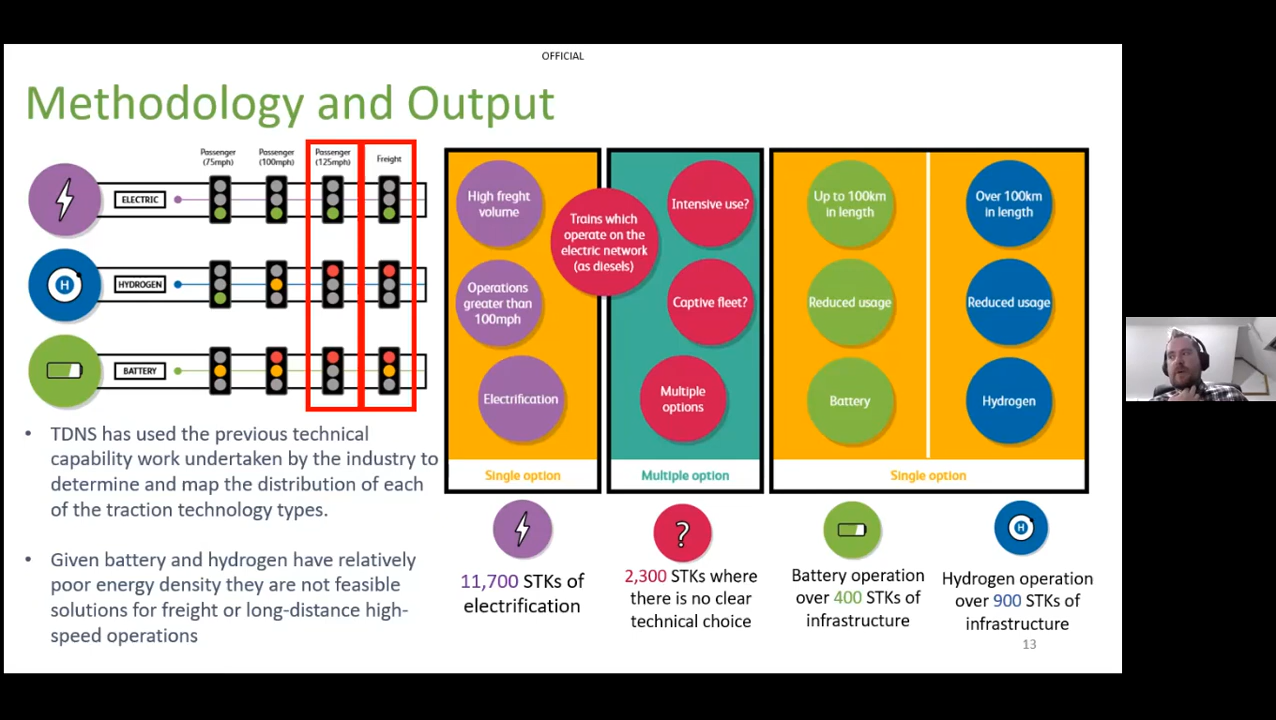 OFFICIAL
Methodology and Output
Passenger
(75mph)
Passenger
(100mph)
Passenger
(125mph)
Freight
ELECTRIC
H
HYDROGEN
BATTERY
TDNS has used the previous technical
capability work undertaken by the industry to
determine and map the distribution of each
of the traction technology types.
Given battery and hydrogen have relatively
poor energy density they are not feasible
solutions for freight or long-distance high-
speed operations
High freght
volume
Operations
greater than
100mph
Electrification
Single option
Trains which
operate on the
electric network
(as diesels)
Intensive use?
Captive fleet?
Multiple
options
Multiple option
Up to 100km
in length
Reduced usage
Battery
Over 100km
in length
Reduced usage
Hydrogen
Single option
11,700 STKs of
electrification
?
2,300 STKs where
there is no clear
technical choice
Battery operation
over 400 STKs of
infrastructure
H
Hydrogen operation
over 900 STKs of
infrastructure
13